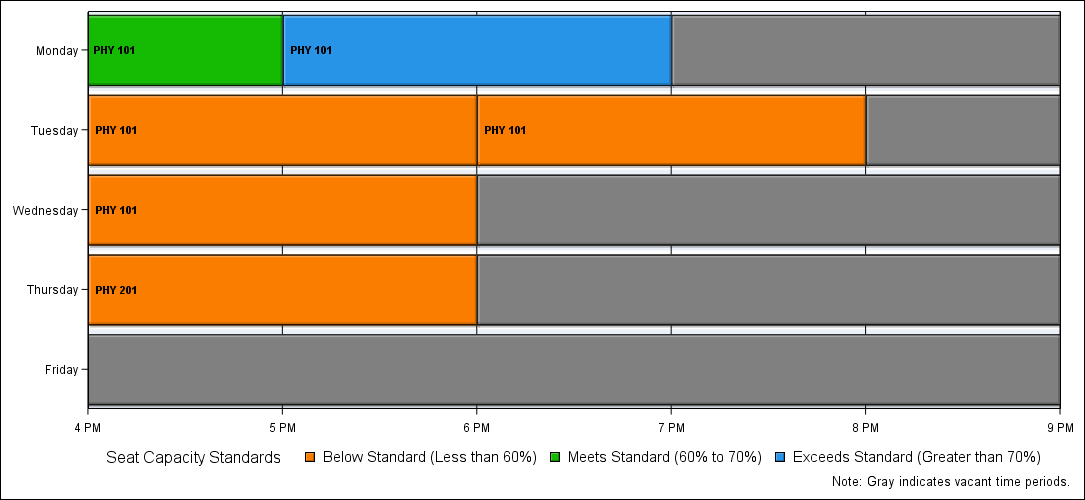 Monday
PHY 101
PHY 101
Tuesday
PHY 101
PHY 101
Wednesday
PHY 101
Thursday
PHY 201
Friday
4 PM 5 PM 6 PM 7 PM 8 PM 9 PM
Seat Capacity Standards Below Standard (Less than 60%) Meets Standard (60% to 70%) Exceeds Standard (Greater than 70%)
Note: Gray indicates vacant time periods.